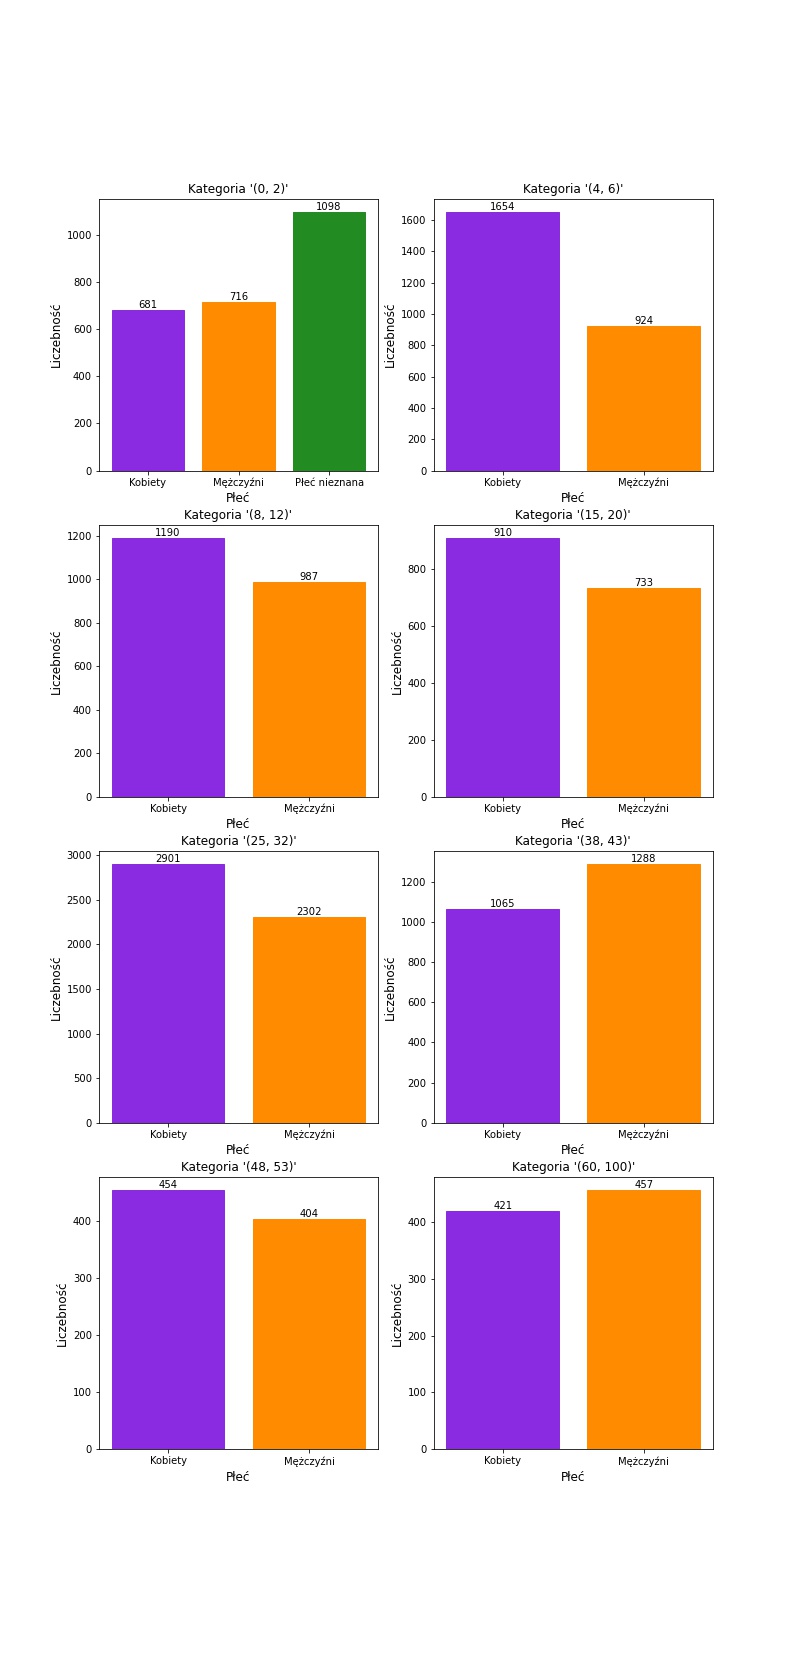 Kategoria '(0, 2)'
1098
716
681
1000
800
600
400
200
0
Liczebność
Kobiety
Mężczyźni
Płeć nieznana
Płeć
Kategoria '(4, 6)'
1654
924
1600
1400
1200
1000
800
600
400
200
0
Liczebność
Kobiety
Mężczyźni
Płeć
Kategoria '(8, 12)'
1190
987
1200
1000
800
600
400
200
0
Liczebność
Kobiety
Mężczyźni
Płeć
Kategoria '(15, 20)'
910
733
800
600
400
200
0
Liczebność
Kobiety
Mężczyźni
Płeć
Kategoria '(25, 32)'
2901
2302
3000
2500
2000
1500
1000
500
0
Liczebność
Kobiety
Mężczyźni
Płeć
Kategoria '(38, 43)'
1288
1065
1200
1000
800
600
400
200
0
Liczebność
Kobiety
Mężczyźni
Płeć
Kategoria '(48, 53)'
454
404
400
300
200
100
0
Liczebność
Kobiety
Mężczyźni
Płeć
Kategoria '(60, 100)'
457
421
400
300
200
100
0
Liczebność
Kobiety
Mężczyźni
Płeć